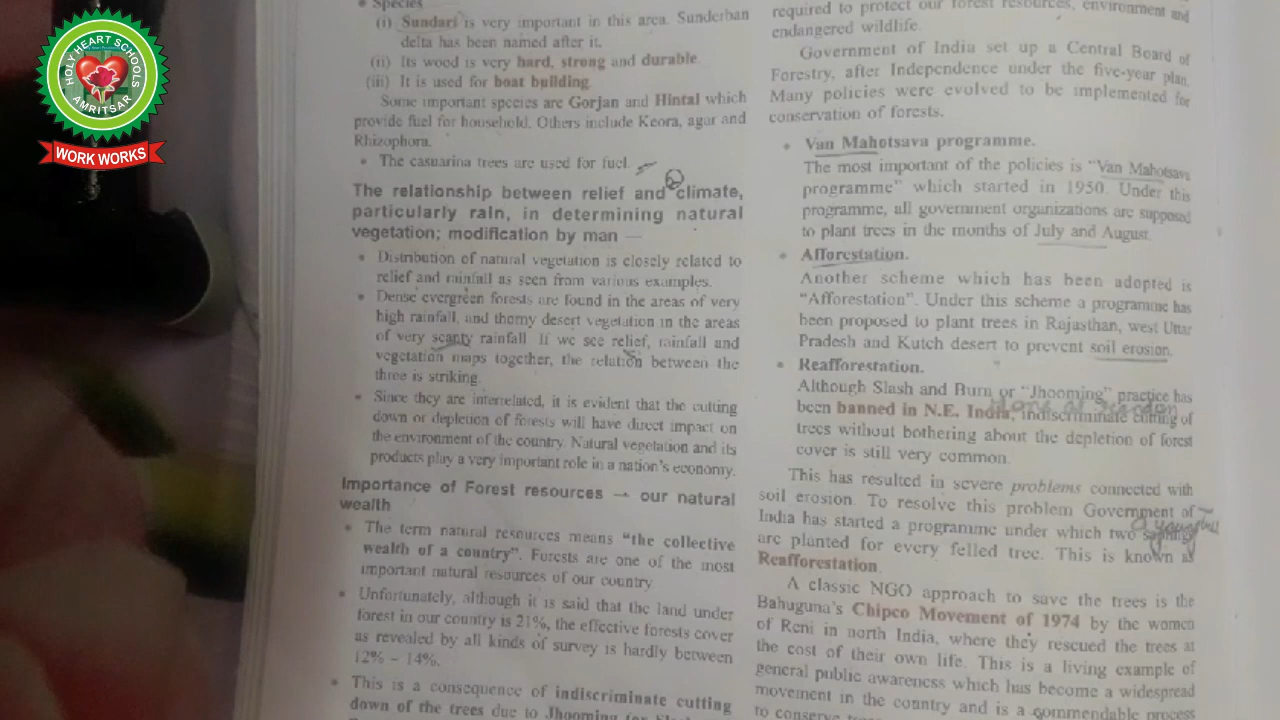 HOLY HEART SCHOOLS
AMRITSAR
WORK WORKS
• Species
(i) Sundari is very important in this area. Sunderban
delta has been named after it.
(ii) Its wood is very hard, strong and durable.
(iii) It is used for boat building.
Some important species are Gorjan and Hintal which
provide fuel for household. Others include Keora, agar and
Rhizophora.
• The casuarina trees are used for fuel.
The relationship between relief and climate,
particularly rain, in determining natural
vegetation; modification by man —
• Distribution of natural vegetation is closely related to
relief and rainfall as seen from various examples.
• Dense evergreen forests are found in the areas of very
high rainfall, and thorny desert vegetation in the areas
of very scanty rainfall If we see relief, rainfall and
vegetation maps together, the relation between the
three is striking.
• Since they are interrelated, it is evident that the cutting
down or depletion of forests will have direct impact on
the environment of the country. Natural vegetation and its
products play a very important role in a nation's economy.
Importance of Forest resources → our natural
wealth
• The term natural resources means "the collective
wealth of a country". Forests are one of the most
important natural resources of our country
• Unfortunately, although it is said that the land under
forest in our country is 21%, the effective forests cover
as revealed by all kinds of survey is hardly between
12% – 14%.
• This is a consequence of indiscriminate cutting
down of the trees due to Jhooming (or
required to protect our forest resources, environment and
endangered wildlife.
Government of India set up a Central Board of
Forestry, after Independence under the five-year plan.
Many policies were evolved to be implemented for
conservation of forests.
• Van Mahotsava programme.
The most important of the policies is "Van Mahotsava
programme" which started in 1950. Under this
programme, all government organizations are supposed
to plant trees in the months of July and August.
• Afforestation.
Another scheme which has been adopted is
"Afforestation". Under this scheme a programme has
been proposed to plant trees in Rajasthan, west Uttar
Pradesh and Kutch desert to prevent soil erosion.
• Reafforestation.
Although Slash and Burn or "Jhooming" practice has
been banned in N.E. India, indiscriminate cutting of
trees without bothering about the depletion of forest
cover is still very common.
This has resulted in severe problems connected with
soil erosion. To resolve this problem Government of
India has started a programme under which two saplings
are planted for every felled tree. This is known as
Reafforestation.
A classic NGO approach to save the trees is the
Bahuguna's Chipco Movement of 1974 by the women
of Reni in north India, where they rescued the trees at
the cost of their own life. This is a living example of
general public awareness which has become a widespread
movement in the country and is a commendable process
to conserve